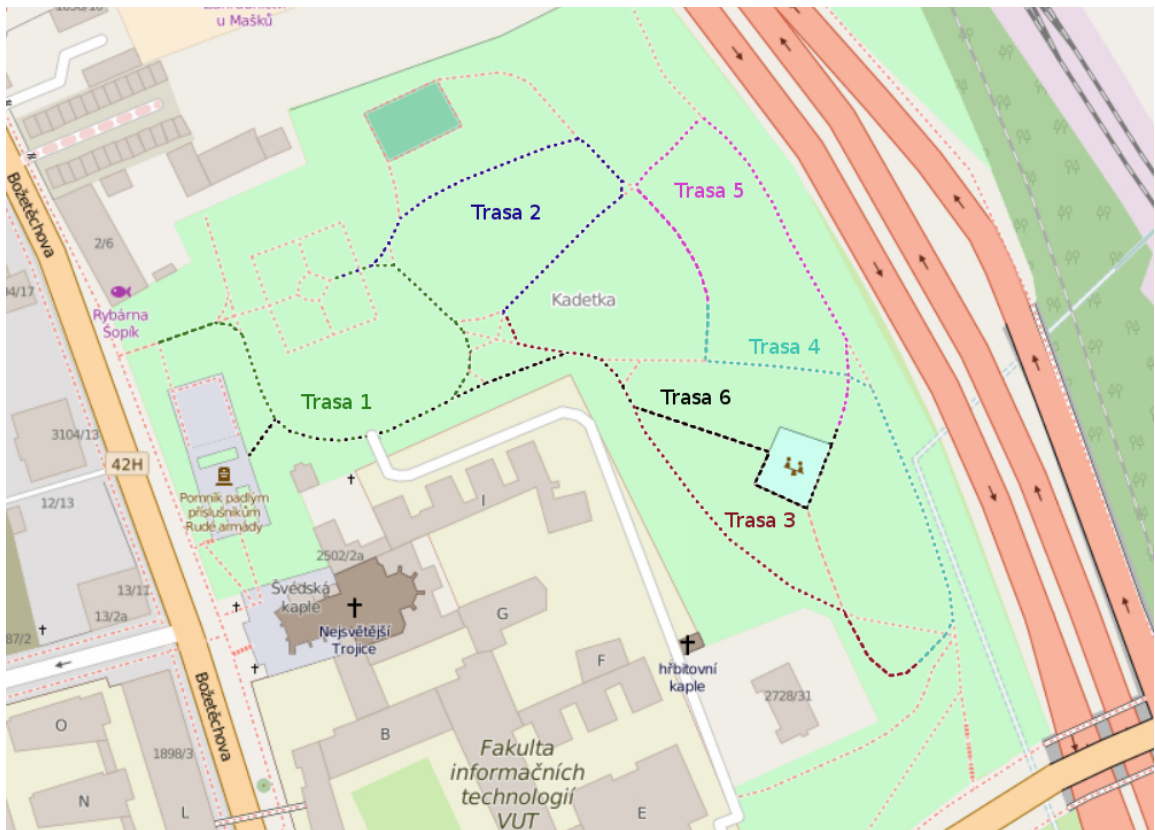 u Mašků
Božetěchova
2/6
Rybárna
Šopík
3104/13
42H
12/13
13/11
13/2a
Pomník padlým
příslušníkům
Rudé armády
Trasa 1
Trasa 2
Trasa 5
Kadetka
Trasa 4
Trasa 6
Trasa 3
2502/2a
Švédská
kaple
Nejsvětější
Trojice
I
G
F
hřbitovní
kaple
2728/31
Božetěchova
O
N
1898/3
L
B
E
Fakulta
informačních
technologií
VUT